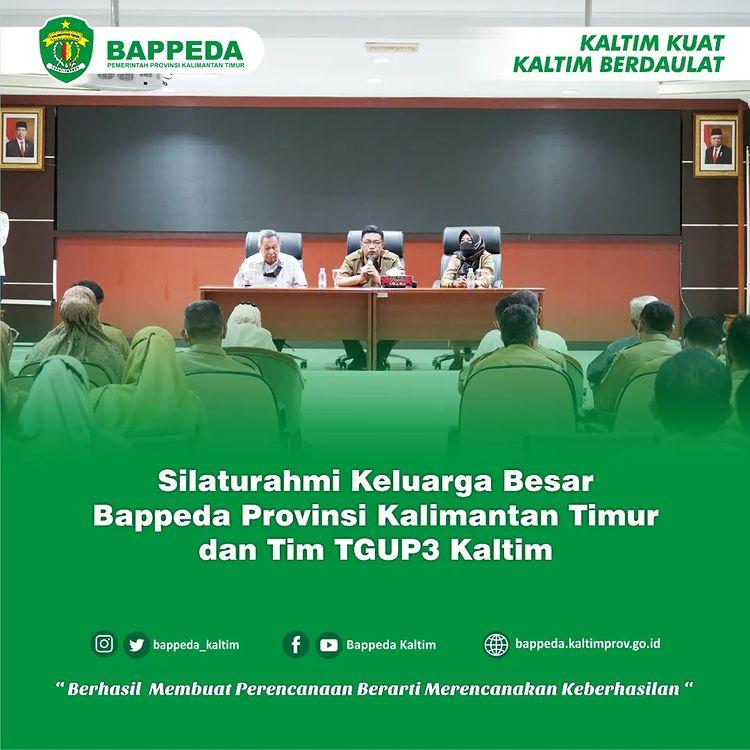 BAPPEDA
PEMERINTAH PROVINSI KALIMANTAN TIMUR
KALTIM KUAT
KALTIM BERDAULAT
Silaturahmi Keluarga Besar
Bappeda Provinsi Kalimantan Timur
dan Tim TGUP3 Kaltim
bappeda_kaltim
Bappeda Kaltim
bappeda.kaltimprov.go.id
“ Berhasil Membuat Perencanaan Berarti Merencanakan Keberhasilan “